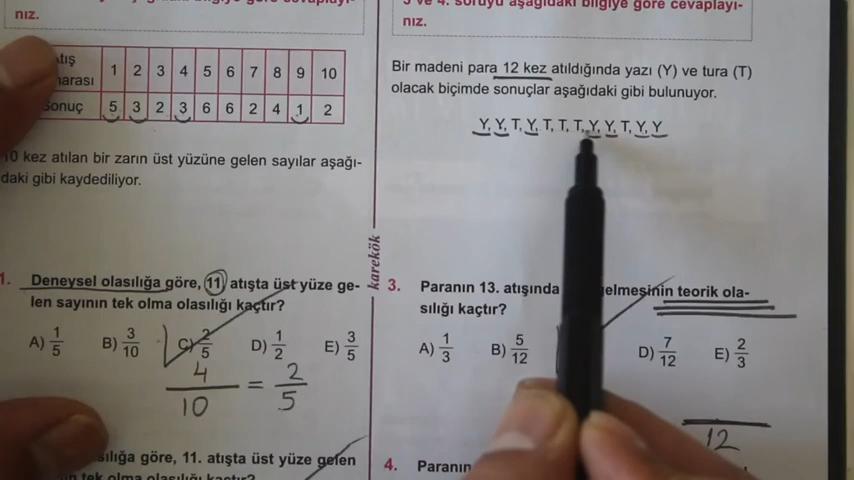 nız.
Atış
Numarası 1 2 3 4 5 6 7 8 9 10
Sonuç 5 3 2 3 6 6 2 4 1 2
10 kez atılan bir zarın üst yüzüne gelen sayılar aşağı-
daki gibi kaydediliyor.
1. Deneysel olasılığa göre, 11 atışta üst yüze ge-
len sayının tek olma olasılığı kaçtır?
A) 1/5 B) 3/10 C) 2/5 D) 1/2 E) 3/5
4/10 = 2/5
sılığa göre, 11. atışta üst yüze gelen
tek olma olasılığı kaçtır?
karekök
3 ve 4. soruyu aşağıdaki bilgiye göre cevaplayı-
nız.
Bir madeni para 12 kez atıldığında yazı (Y) ve tura (T)
olacak biçimde sonuçlar aşağıdaki gibi bulunuyor.
Y, Y, T, Y, T, T, T, Y, Y, T, Y, Y
3. Paranın 13. atışında gelmesinin teorik ola-
sılığı kaçtır?
A) 1/3 B) 5/12 D) 7/12 E) 2/3
12
4. Paranın